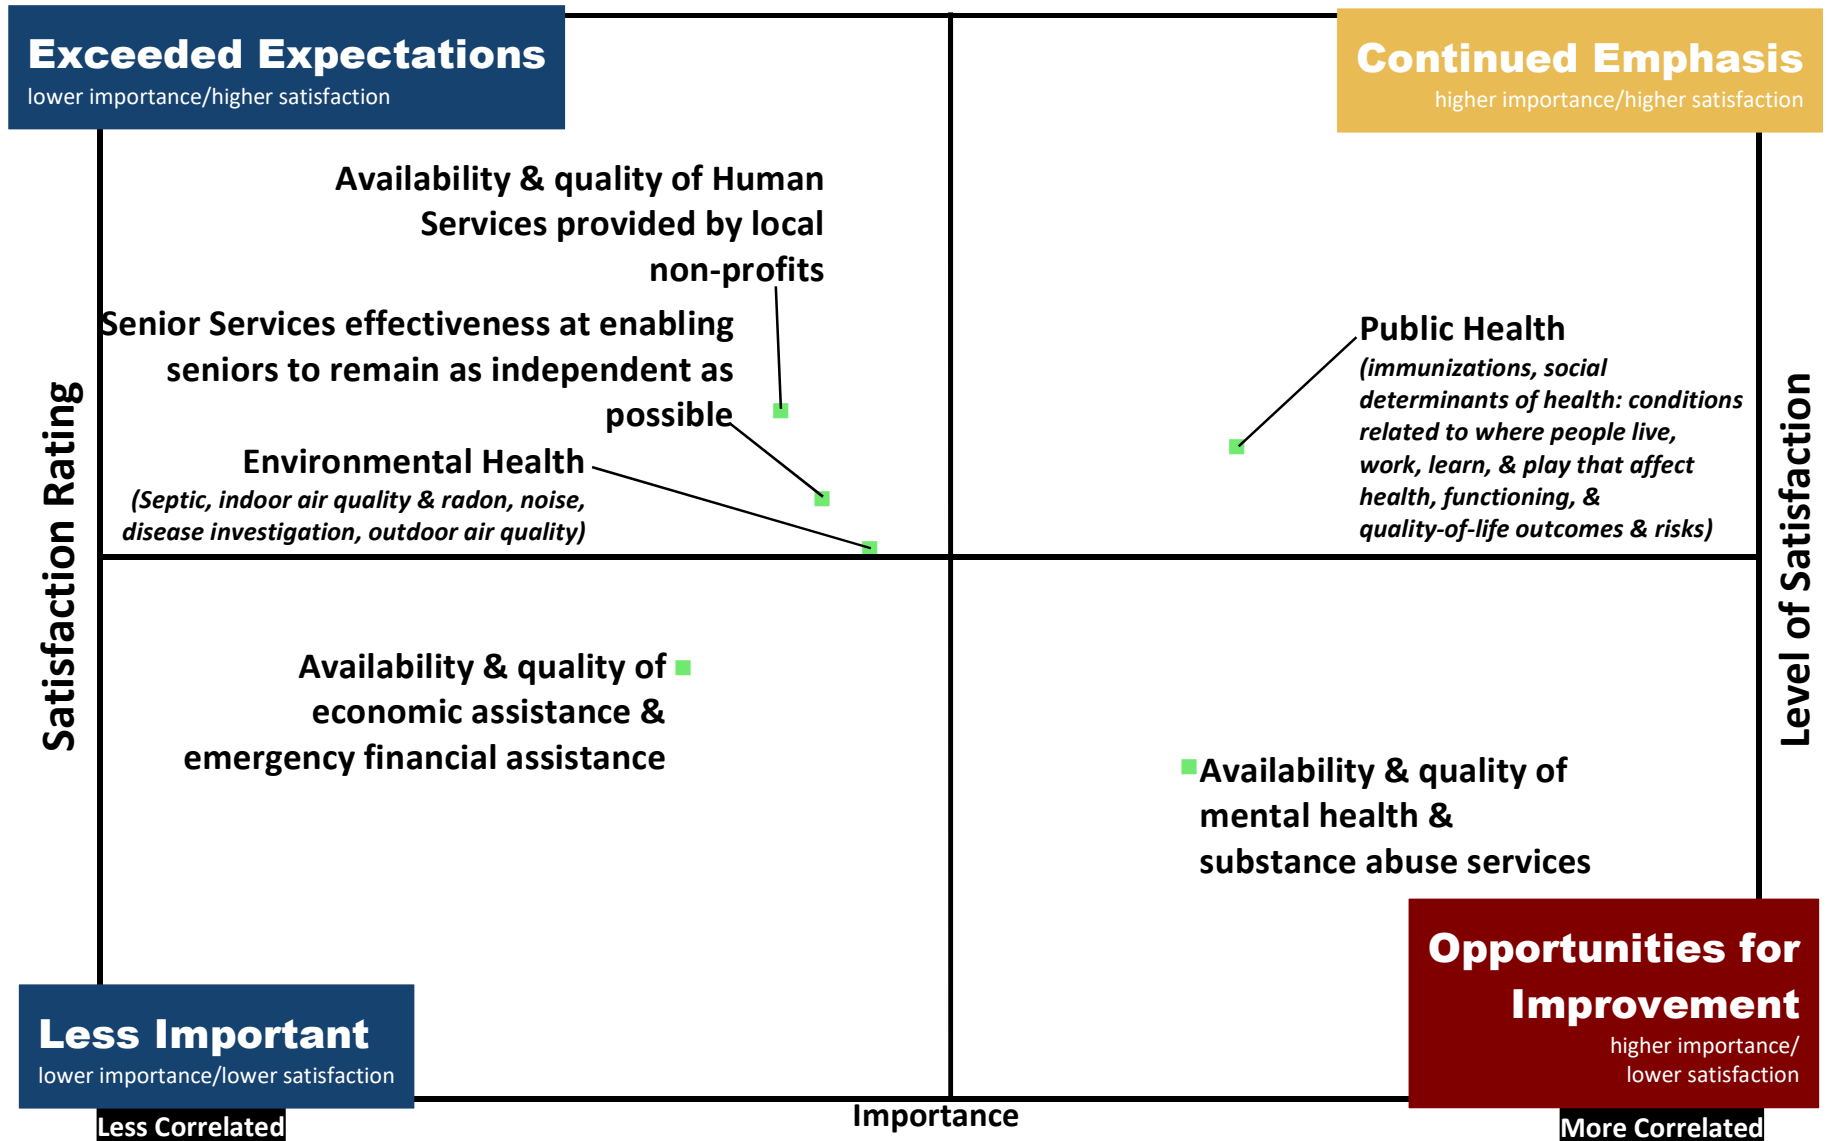 Exceeded Expectations
lower importance/higher satisfaction
Continued Emphasis
higher importance/higher satisfaction
Availability & quality of Human
Services provided by local
non-profits
Senior Services effectiveness at enabling
seniors to remain as independent as
possible
Environmental Health
(Septic, indoor air quality & radon, noise,
disease investigation, outdoor air quality)
Public Health
(immunizations, social
determinants of health: conditions
related to where people live,
work, learn, & play that affect
health, functioning, &
quality-of-life outcomes & risks)
Satisfaction Rating
Level of Satisfaction
Availability & quality of
economic assistance &
emergency financial assistance
Availability & quality of
mental health &
substance abuse services
Less Important
lower importance/lower satisfaction
Opportunities for
Improvement
higher importance/
lower satisfaction
Less Correlated
Importance
More Correlated